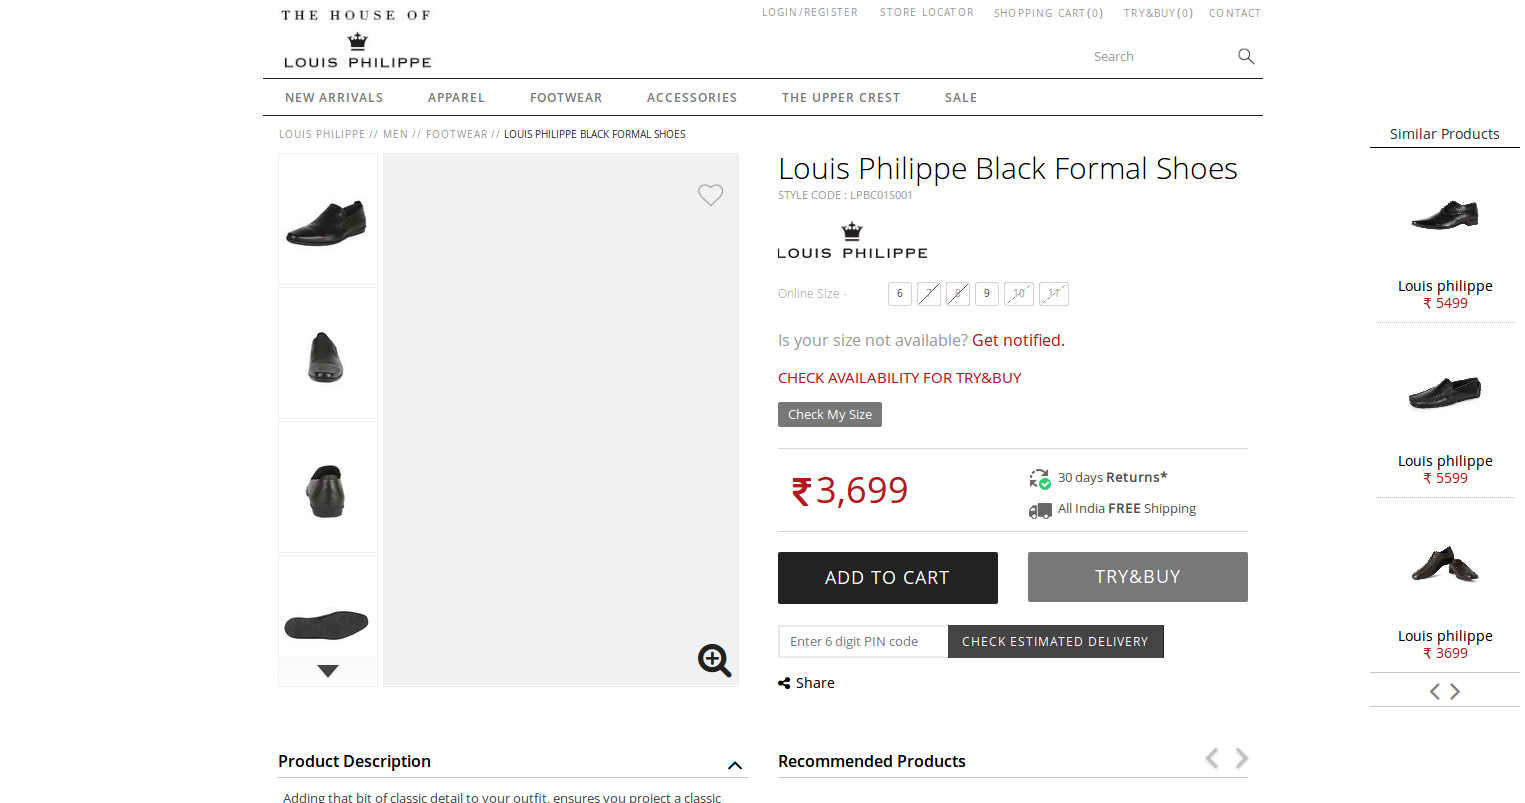 THE HOUSE OF
LOUIS PHILIPPE
LOGIN/REGISTER STORE LOCATOR SHOPPING CART(0) TRY&BUY(0) CONTACT
Search
NEW ARRIVALS APPAREL FOOTWEAR ACCESSORIES THE UPPER CREST SALE
LOUIS PHILIPPE // MEN // FOOTWEAR // LOUIS PHILIPPE BLACK FORMAL SHOES
Louis Philippe Black Formal Shoes
STYLE CODE : LPBC01S001
LOUIS PHILIPPE
Online Size - 6 7 8 9 10 11
Is your size not available? Get notified.
CHECK AVAILABILITY FOR TRY&BUY
Check My Size
₹3,699
30 days Returns*
All India FREE Shipping
ADD TO CART TRY&BUY
Enter 6 digit PIN code CHECK ESTIMATED DELIVERY
Share
Similar Products
Louis philippe
₹ 5499
Louis philippe
₹ 5599
Louis philippe
₹ 3699
Product Description
Adding that bit of classic detail to your outfit, ensures you project a classic
Recommended Products